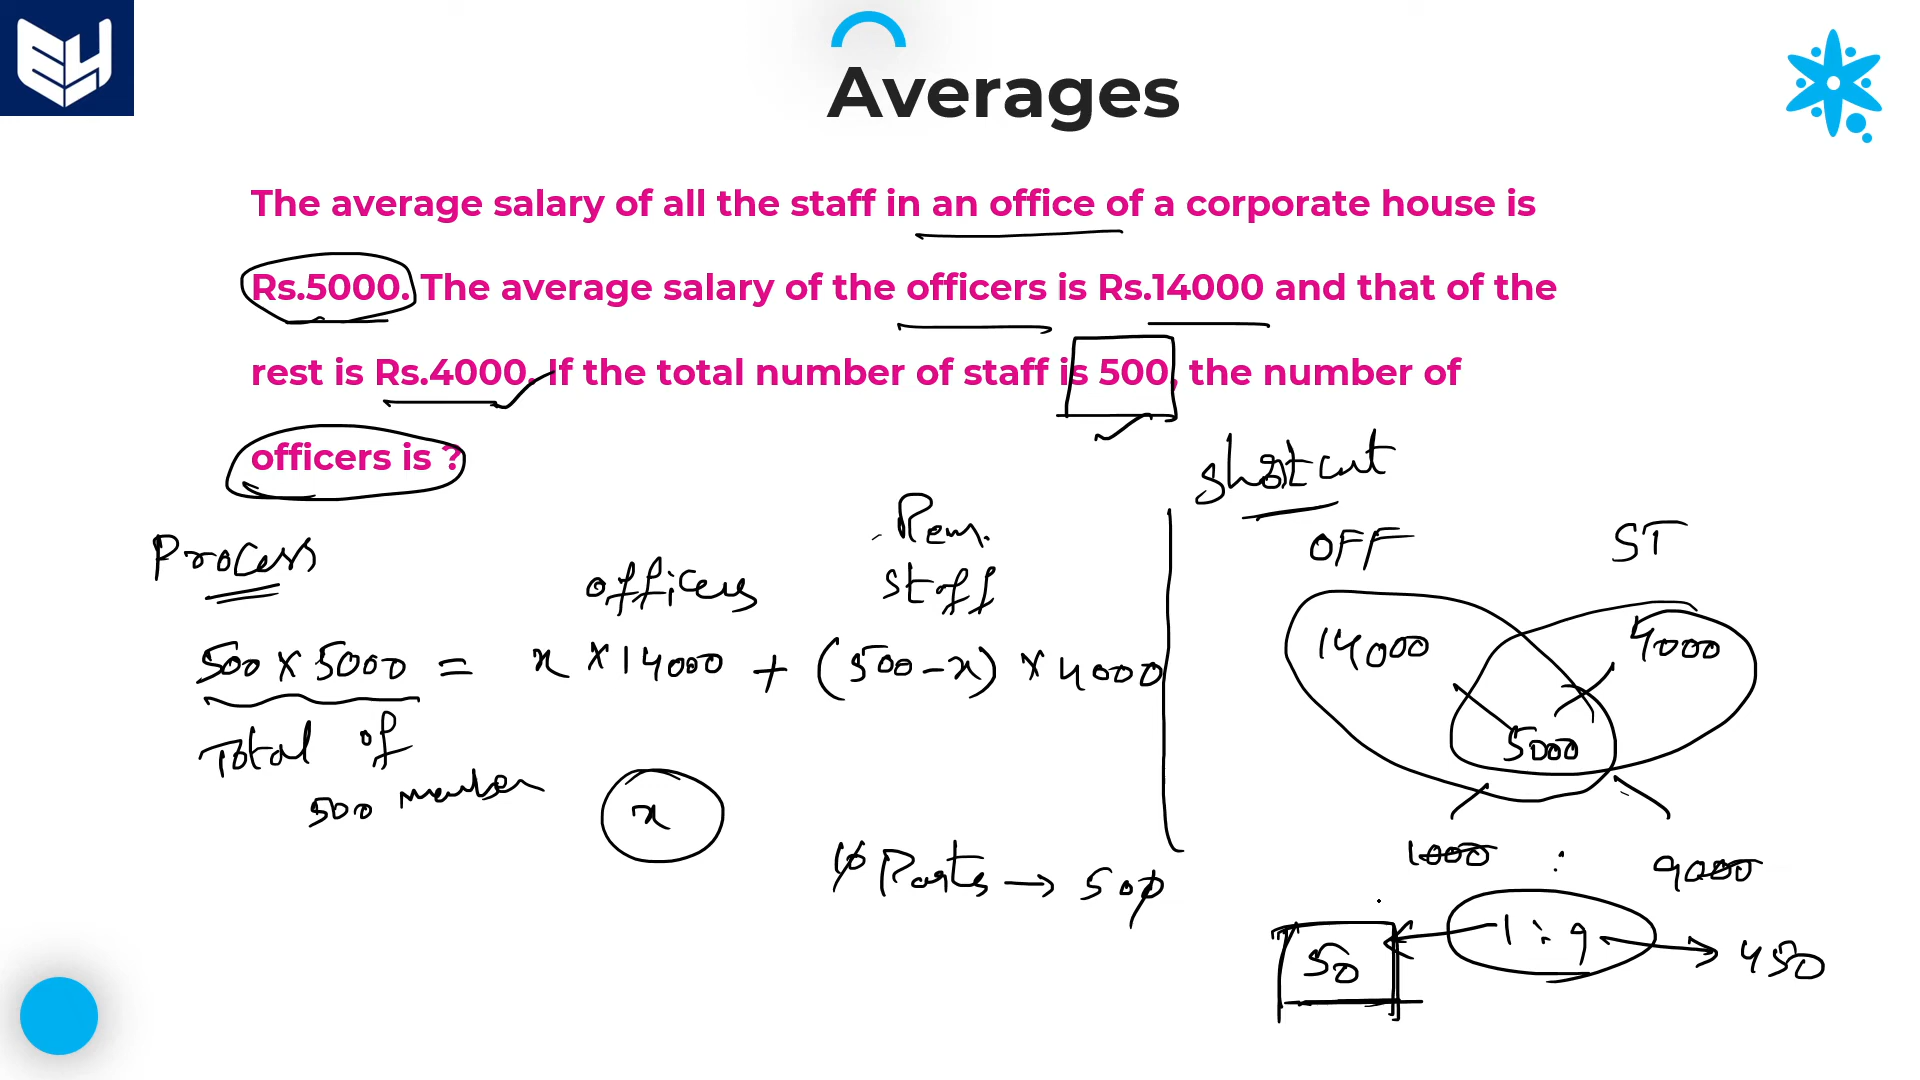 Averages
The average salary of all the staff in an office of a corporate house is
Rs.5000. The average salary of the officers is Rs.14000 and that of the
rest is Rs.4000. If the total number of staff is 500, the number of
officers is ?
Process
officers
Rem.
staff
500 × 5000 = x × 14000 + (500 - x) × 4000
Total of
500 member
x
10 Parts → 500
Shortcut
OFF ST
14000 4000
5000
1000 : 9000
50 ← 1 : 9 → 450